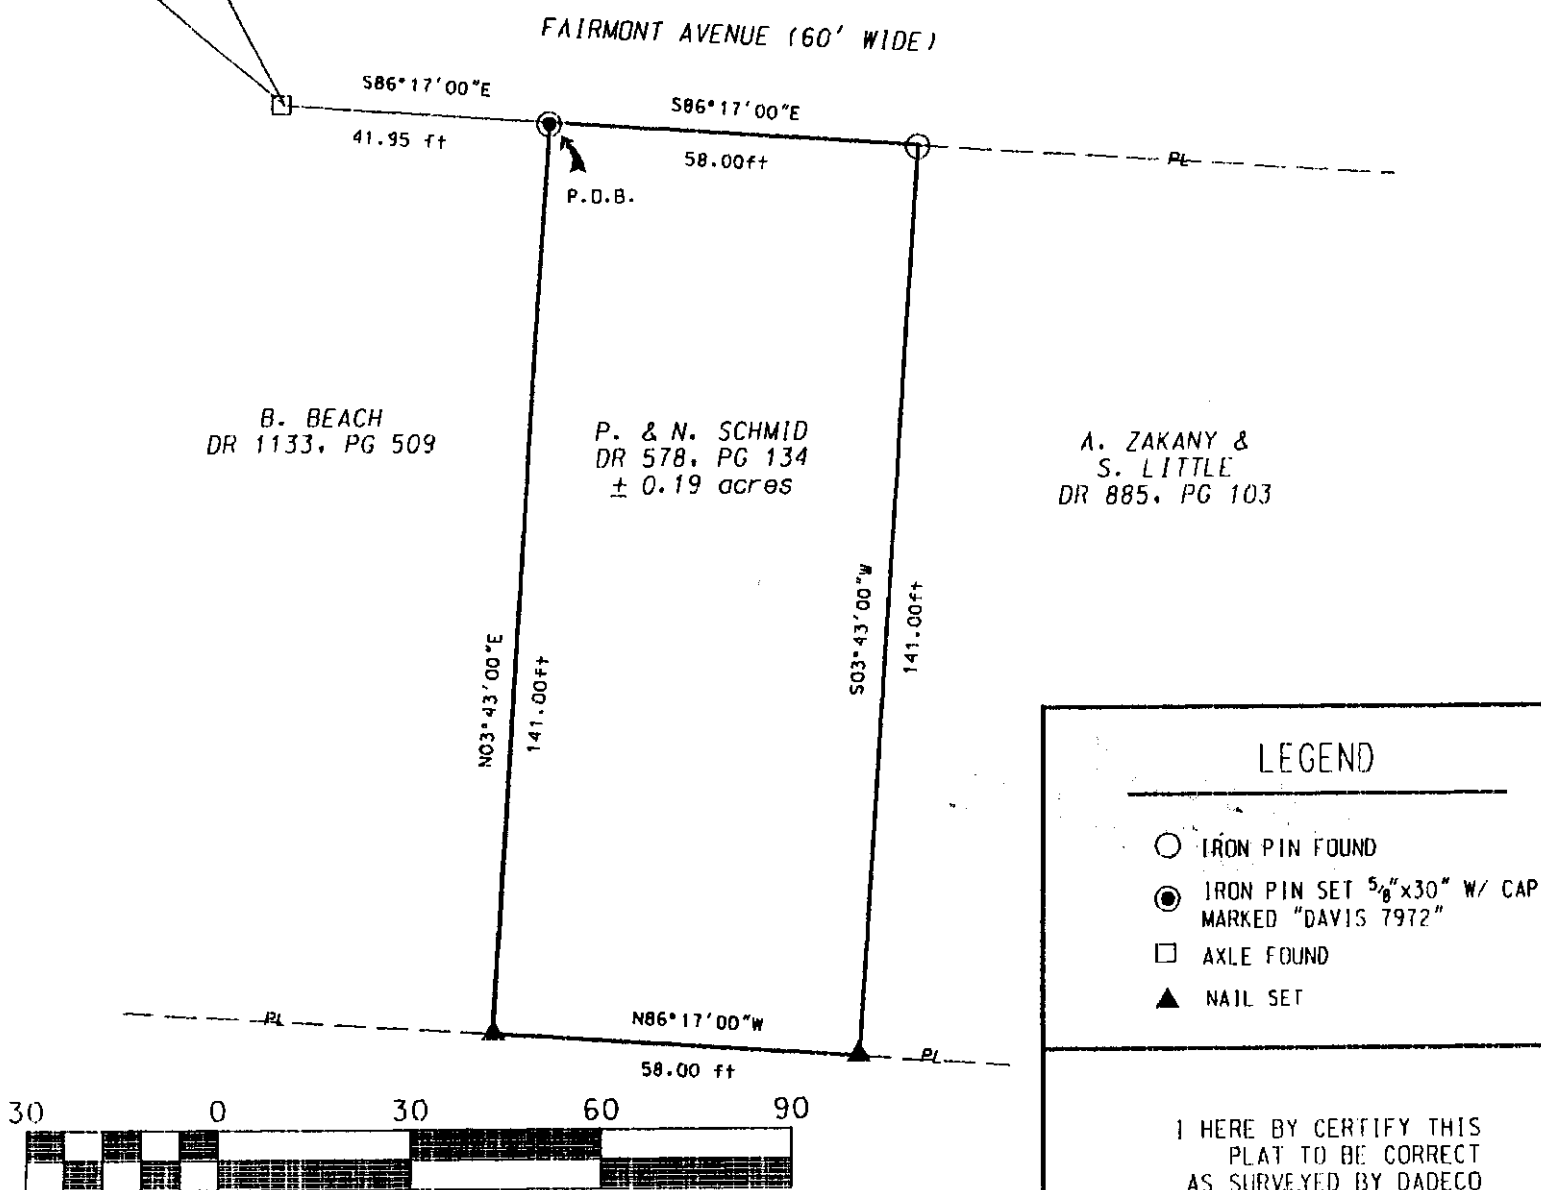 FAIRMONT AVENUE (60' WIDE)
S86°17'00"E
41.95 ft
S86°17'00"E
58.00ft
PL
P.O.B.
B. BEACH
DR 1133, PG 509
P. & N. SCHMID
DR 578, PG 134
± 0.19 acres
A. ZAKANY &
S. LITTLE
DR 885, PG 103
N03°43'00"E
141.00ft
S03°43'00"W
141.00ft
PL
N86°17'00"W
58.00 ft
PL
30 0 30 60 90
LEGEND
IRON PIN FOUND
IRON PIN SET 5/8"x30" W/ CAP
MARKED "DAVIS 7972"
AXLE FOUND
NAIL SET
I HERE BY CERTIFY THIS
PLAT TO BE CORRECT
AS SURVEYED BY DADECO